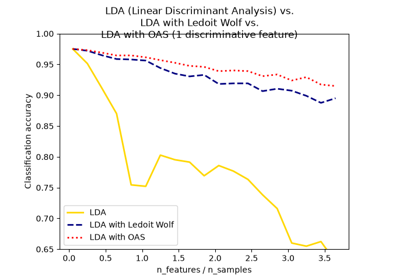 LDA (Linear Discriminant Analysis) vs.
LDA with Ledoit Wolf vs.
LDA with OAS (1 discriminative feature)
1.00
0.95
0.90
0.85
0.80
0.75
0.70
0.65
Classification accuracy
LDA
LDA with Ledoit Wolf
LDA with OAS
0.0 0.5 1.0 1.5 2.0 2.5 3.0 3.5
n_features / n_samples